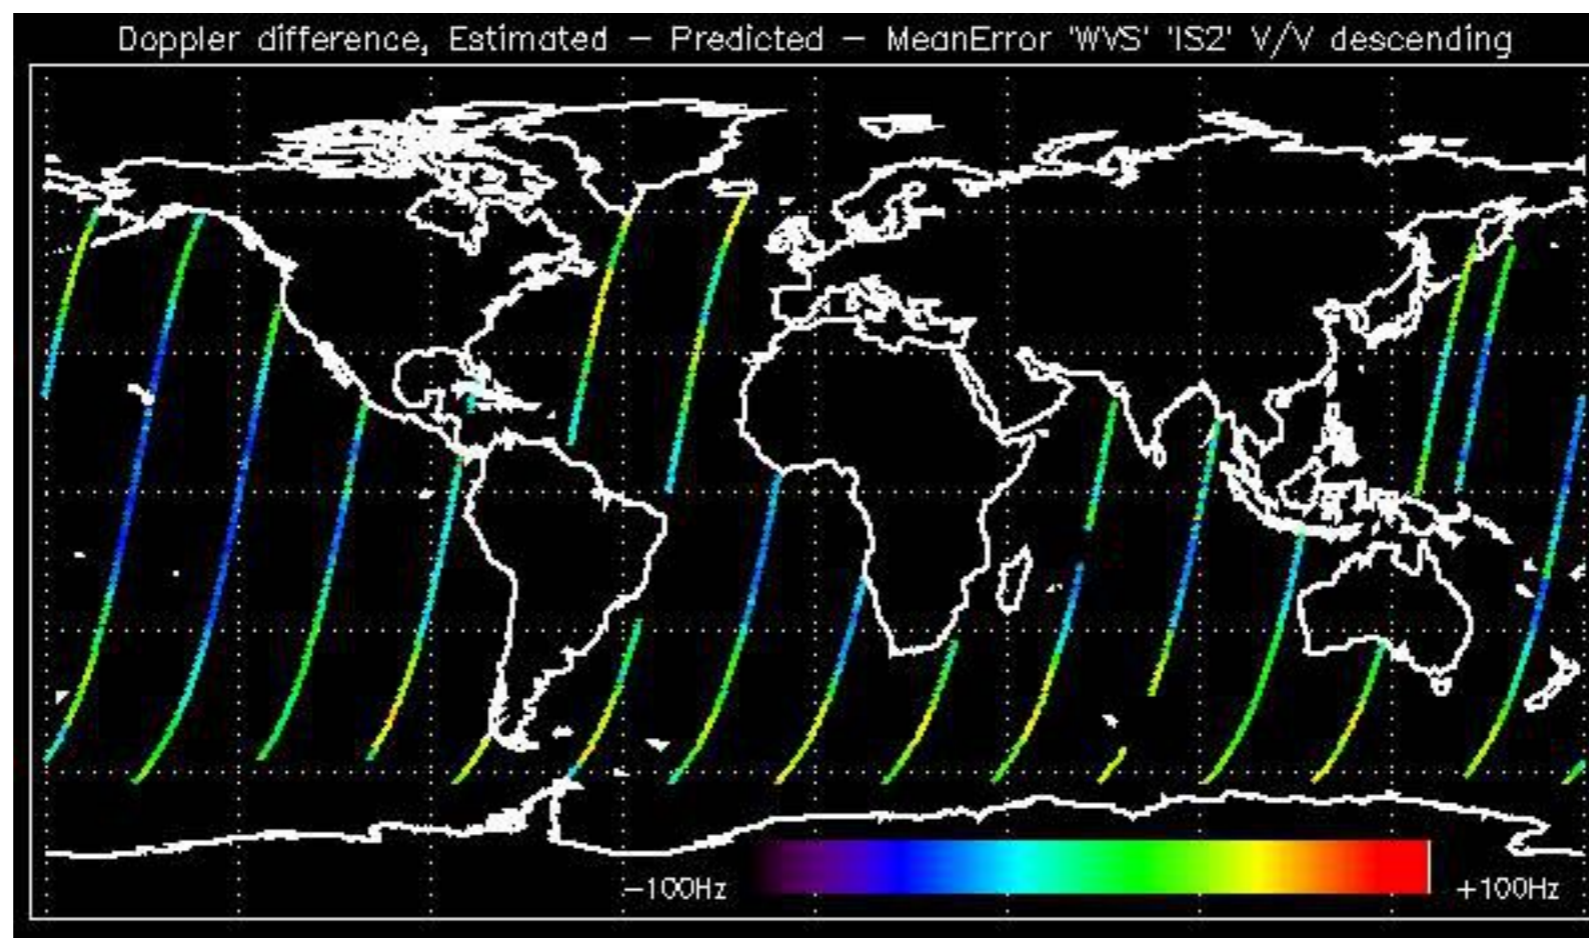 Doppler difference, Estimated – Predicted – MeanError 'WVS' 'IS2' V/V descending
–100Hz
+100Hz